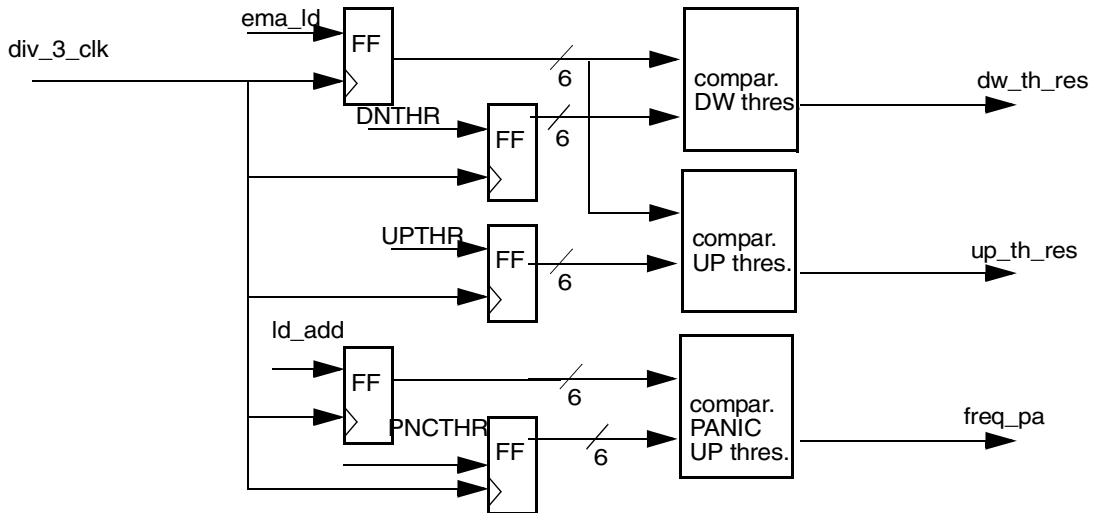 ema_ld
div_3_clk
FF
6
compar.
DW thres.
dw_th_res
DNTHR
FF
6
UPTHR
FF
6
compar.
UP thres.
up_th_res
ld_add
FF
6
compar.
PANIC
UP thres.
freq_pa
PNCTHR
FF
6